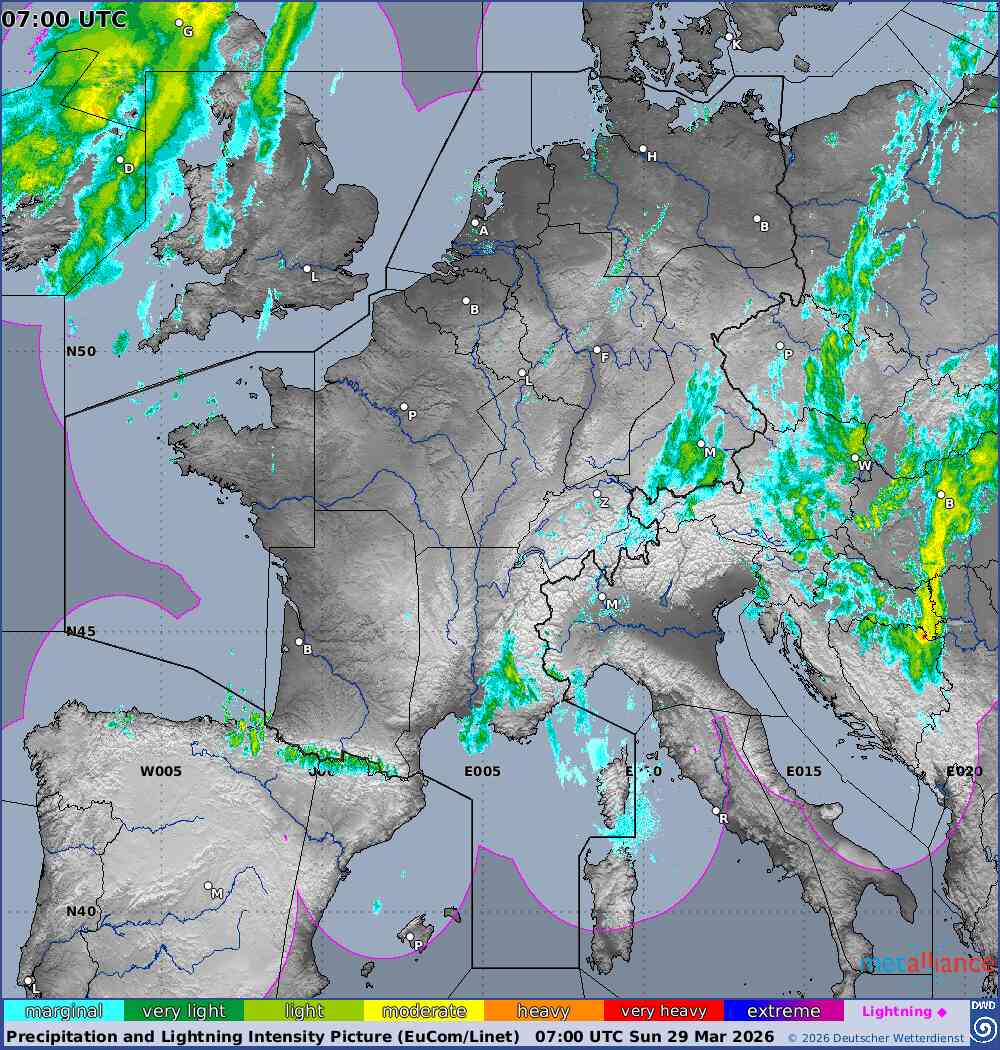 07:00 UTC
G
K
D
H
A
B
L
B
N50
P
F
L
P
M
W
Z
B
M
N45
B
W005
E005
E015
E020
R
M
N40
P
L
metalliance
marginal very light light moderate heavy very heavy extreme Lightning ◆
DWD
Precipitation and Lightning Intensity Picture (EuCom/Linet) 07:00 UTC Sun 29 Mar 2026 © 2026 Deutscher Wetterdienst